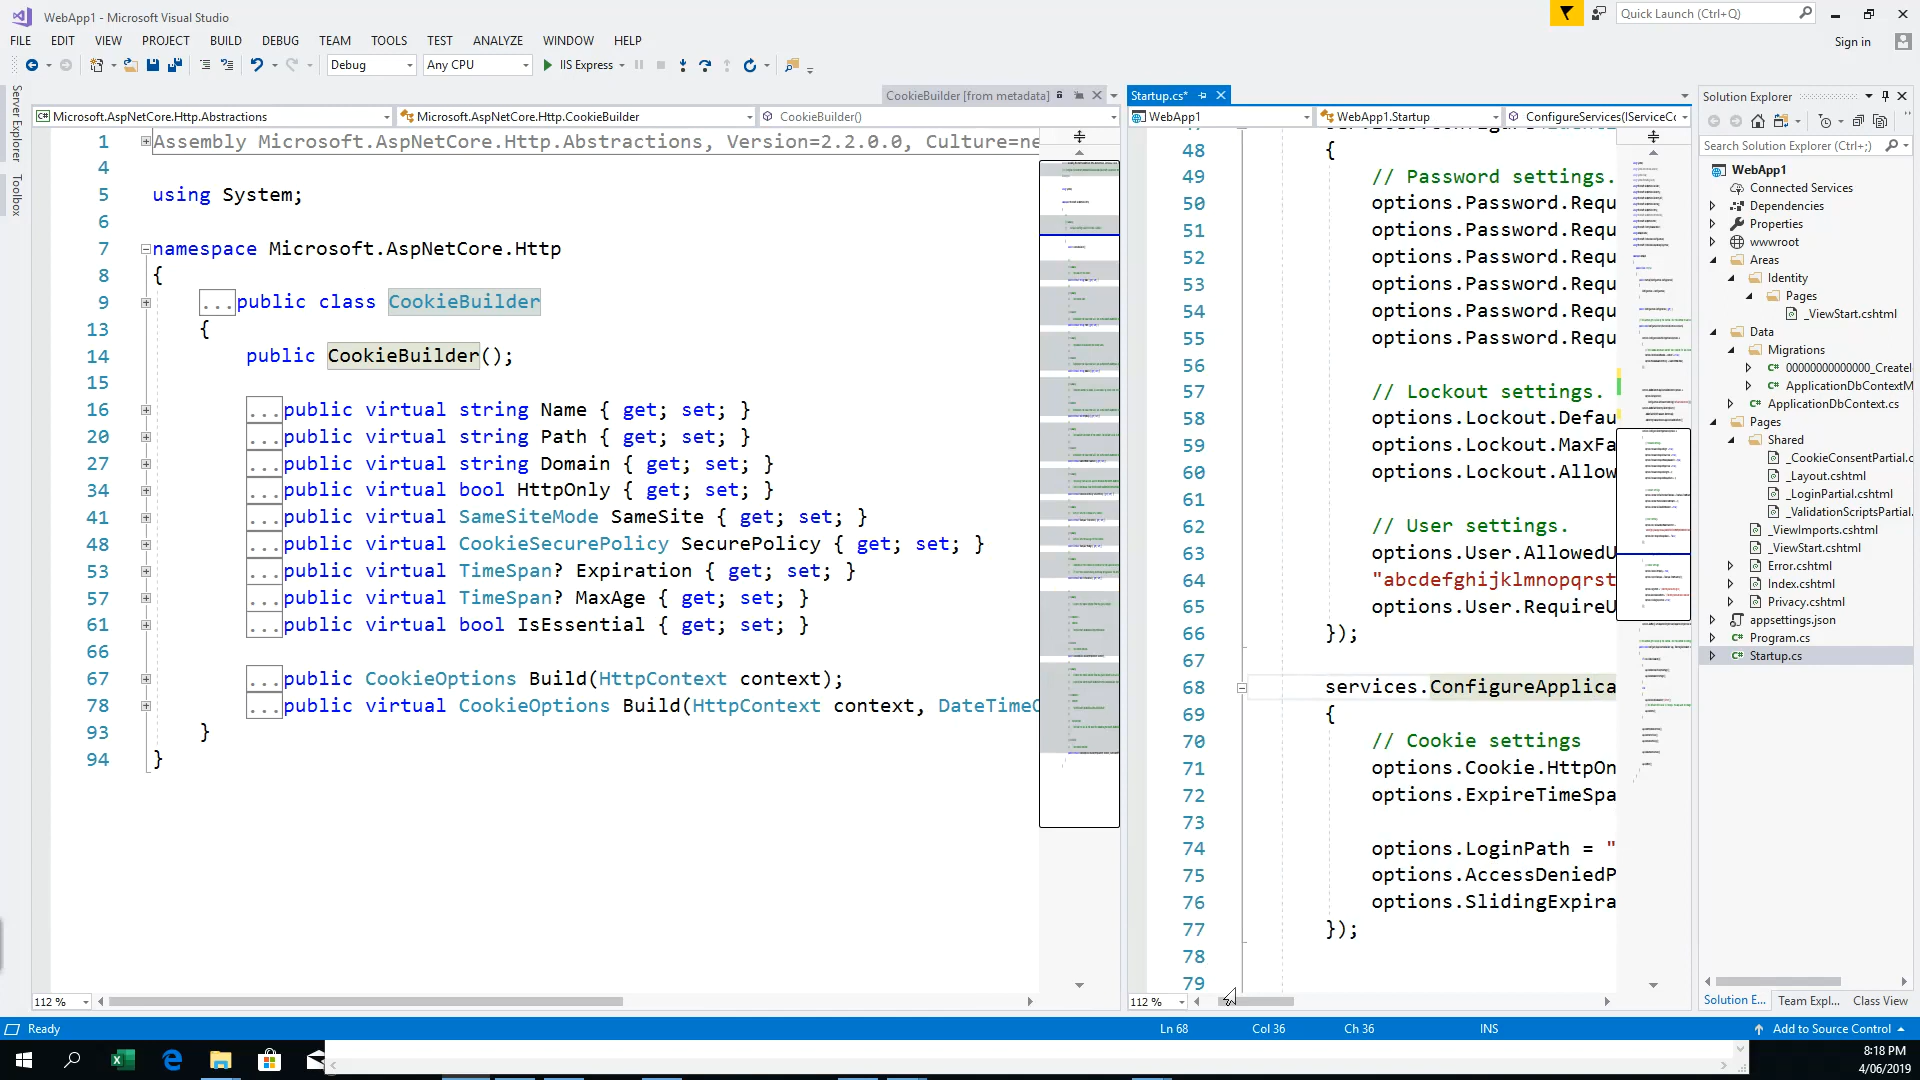 WebApp1 - Microsoft Visual Studio
Quick Launch (Ctrl+Q)
FILE EDIT VIEW PROJECT BUILD DEBUG TEAM TOOLS TEST ANALYZE WINDOW HELP
Sign in
Debug Any CPU IIS Express
Server Explorer
Toolbox
CookieBuilder [from metadata]
Microsoft.AspNetCore.Http.Abstractions Microsoft.AspNetCore.Http.CookieBuilder CookieBuilder()
1 Assembly Microsoft.AspNetCore.Http.Abstractions, Version=2.2.0.0, Culture=ne
4
5 using System;
6
7 namespace Microsoft.AspNetCore.Http
8 {
9 ...public class CookieBuilder
13 {
14 public CookieBuilder();
15
16 ...public virtual string Name { get; set; }
20 ...public virtual string Path { get; set; }
27 ...public virtual string Domain { get; set; }
34 ...public virtual bool HttpOnly { get; set; }
41 ...public virtual SameSiteMode SameSite { get; set; }
48 ...public virtual CookieSecurePolicy SecurePolicy { get; set; }
53 ...public virtual TimeSpan? Expiration { get; set; }
57 ...public virtual TimeSpan? MaxAge { get; set; }
61 ...public virtual bool IsEssential { get; set; }
66
67 ...public CookieOptions Build(HttpContext context);
78 ...public virtual CookieOptions Build(HttpContext context, DateTimeO
93 }
94 }
112 %
Startup.cs*
WebApp1 WebApp1.Startup ConfigureServices(IServiceCo
48 {
49 // Password settings.
50 options.Password.Requ
51 options.Password.Requ
52 options.Password.Requ
53 options.Password.Requ
54 options.Password.Requ
55 options.Password.Requ
56
57 // Lockout settings.
58 options.Lockout.Defau
59 options.Lockout.MaxFa
60 options.Lockout.Allow
61
62 // User settings.
63 options.User.AllowedU
64 "abcdefghijklmnopqrst
65 options.User.RequireU
66 });
67
68 services.ConfigureApplica
69 {
70 // Cookie settings
71 options.Cookie.HttpOn
72 options.ExpireTimeSpa
73
74 options.LoginPath = "
75 options.AccessDeniedP
76 options.SlidingExpira
77 });
78
79
112 %
Solution Explorer
Search Solution Explorer (Ctrl+;)
WebApp1
Connected Services
Dependencies
Properties
wwwroot
Areas
Identity
Pages
_ViewStart.cshtml
Data
Migrations
00000000000000_Createl
ApplicationDbContextM
ApplicationDbContext.cs
Pages
Shared
_CookieConsentPartial.c
_Layout.cshtml
_LoginPartial.cshtml
_ValidationScriptsPartial.
_ViewImports.cshtml
_ViewStart.cshtml
Error.cshtml
Index.cshtml
Privacy.cshtml
appsettings.json
Program.cs
Startup.cs
Solution E... Team Expl... Class View
Ready Ln 68 Col 36 Ch 36 INS Add to Source Control
8:18 PM
4/06/2019